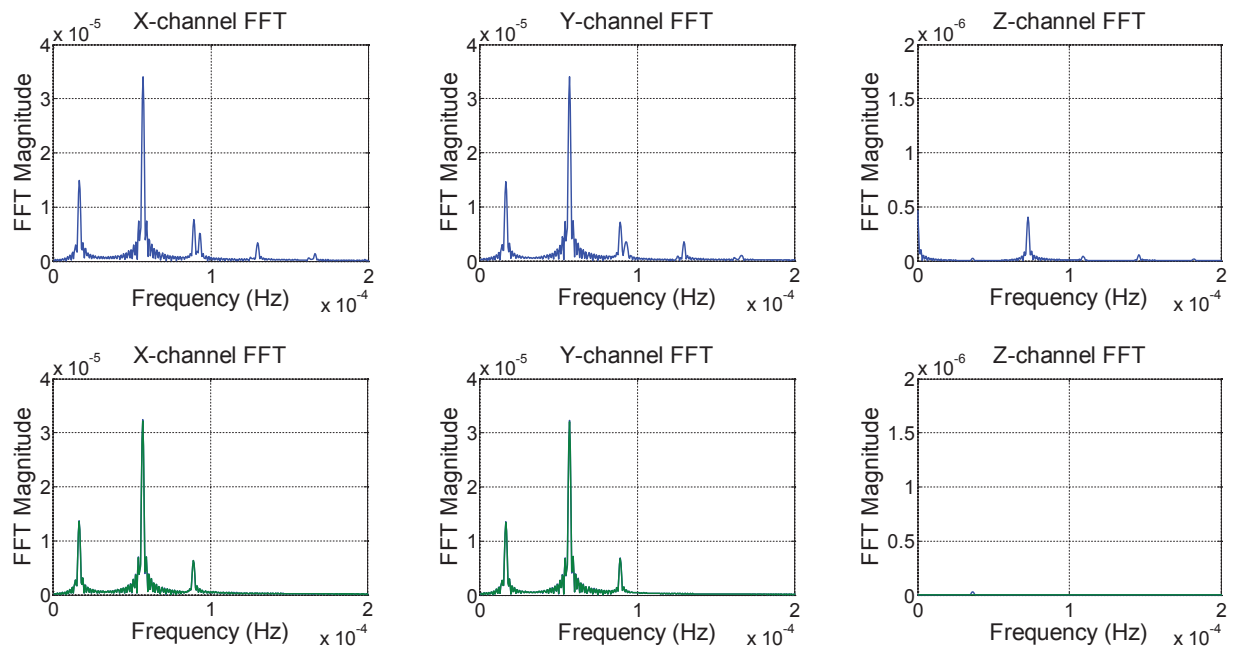 X-channel FFT
x 10-5
4
3
2
1
0
FFT Magnitude
0 1 2
Frequency (Hz)
x 10-4
Y-channel FFT
x 10-5
4
3
2
1
0
FFT Magnitude
0 1 2
Frequency (Hz)
x 10-4
Z-channel FFT
x 10-6
2
1.5
1
0.5
0
FFT Magnitude
0 1 2
Frequency (Hz)
x 10-4
X-channel FFT
x 10-5
4
3
2
1
0
FFT Magnitude
0 1 2
Frequency (Hz)
x 10-4
Y-channel FFT
x 10-5
4
3
2
1
0
FFT Magnitude
0 1 2
Frequency (Hz)
x 10-4
Z-channel FFT
x 10-6
2
1.5
1
0.5
0
FFT Magnitude
0 1 2
Frequency (Hz)
x 10-4